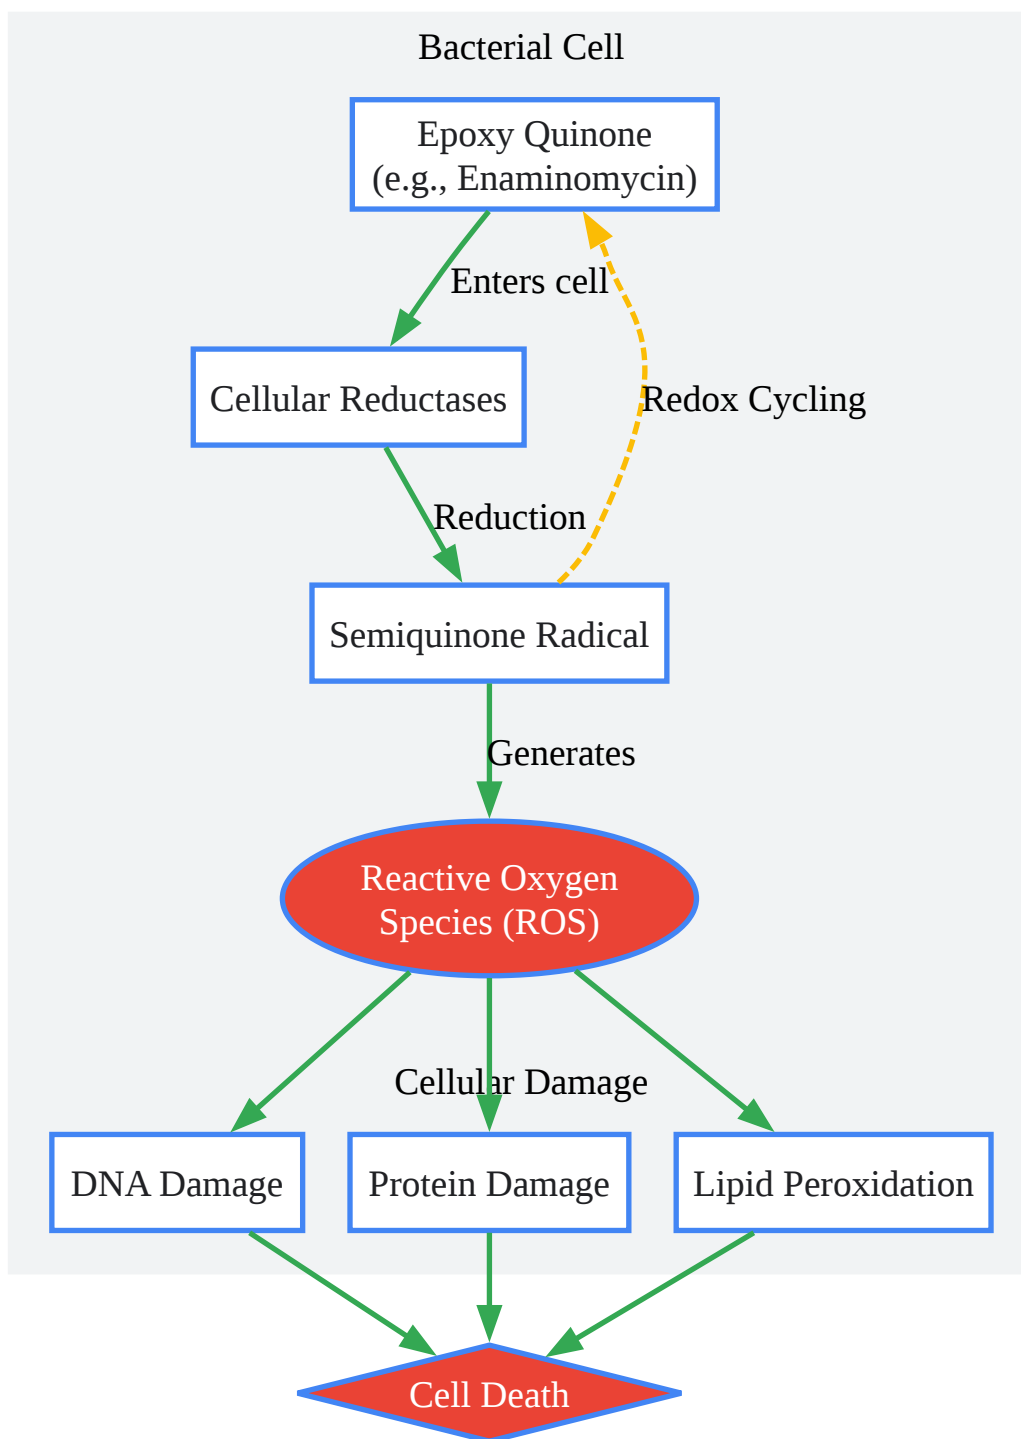 Bacterial Cell
Epoxy Quinone
(e.g., Enaminomycin)
Enters cell
Cellular Reductases
Redox Cycling
Reduction
Semiquinone Radical
Generates
Reactive Oxygen
Species (ROS)
Cellular Damage
DNA Damage
Protein Damage
Lipid Peroxidation
Cell Death